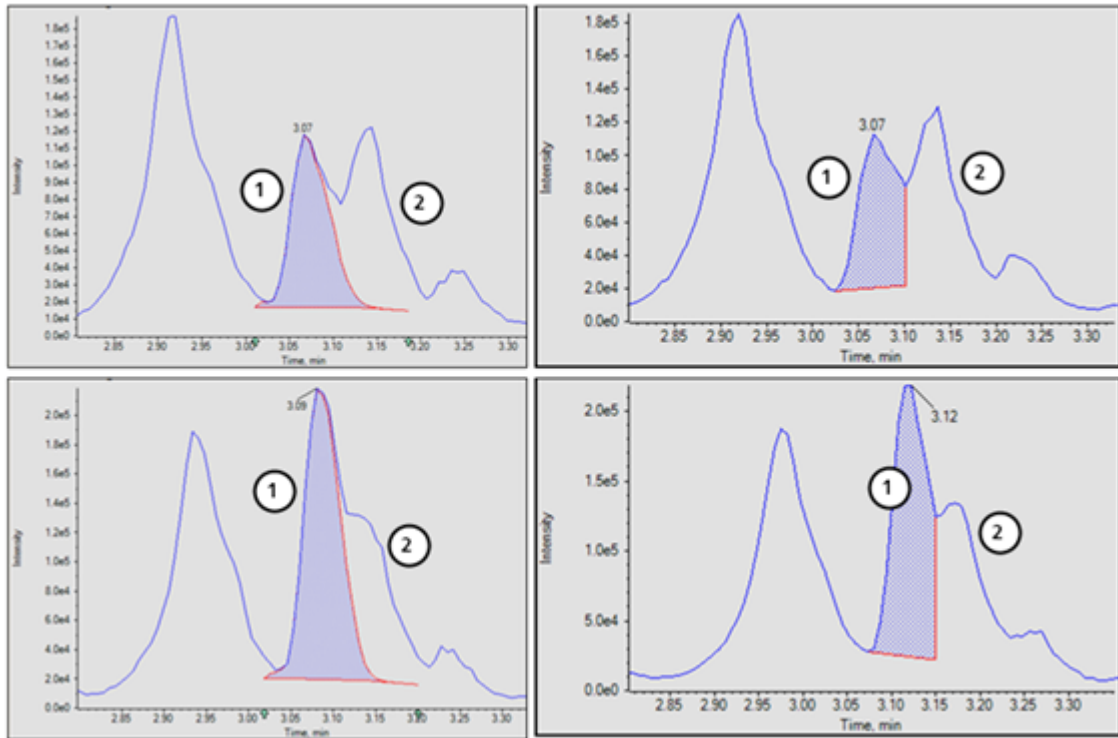 1.8e5
1.7e5
1.6e5
1.5e5
1.4e5
1.3e5
1.2e5
1.1e5
1.0e5
9.0e4
8.0e4
7.0e4
6.0e4
5.0e4
4.0e4
3.0e4
2.0e4
1.0e4
0.0e0
Intensity
3.07
1
2
2.85 2.90 2.95 3.00 3.05 3.10 3.15 3.20 3.25 3.30
Time, min
1.8e5
1.6e5
1.4e5
1.2e5
1.0e5
8.0e4
6.0e4
4.0e4
2.0e4
0.0e0
Intensity
3.07
1
2
2.85 2.90 2.95 3.00 3.05 3.10 3.15 3.20 3.25 3.30
Time, min
2.0e5
1.8e5
1.6e5
1.4e5
1.2e5
1.0e5
8.0e4
6.0e4
4.0e4
2.0e4
0.0e0
Intensity
3.09
1
2
2.85 2.90 2.95 3.00 3.05 3.10 3.15 3.20 3.25 3.30
Time, min
2.0e5
1.5e5
1.0e5
5.0e4
0.0e0
Intensity
3.12
1
2
2.85 2.90 2.95 3.00 3.05 3.10 3.15 3.20 3.25 3.30 3.35
Time, min